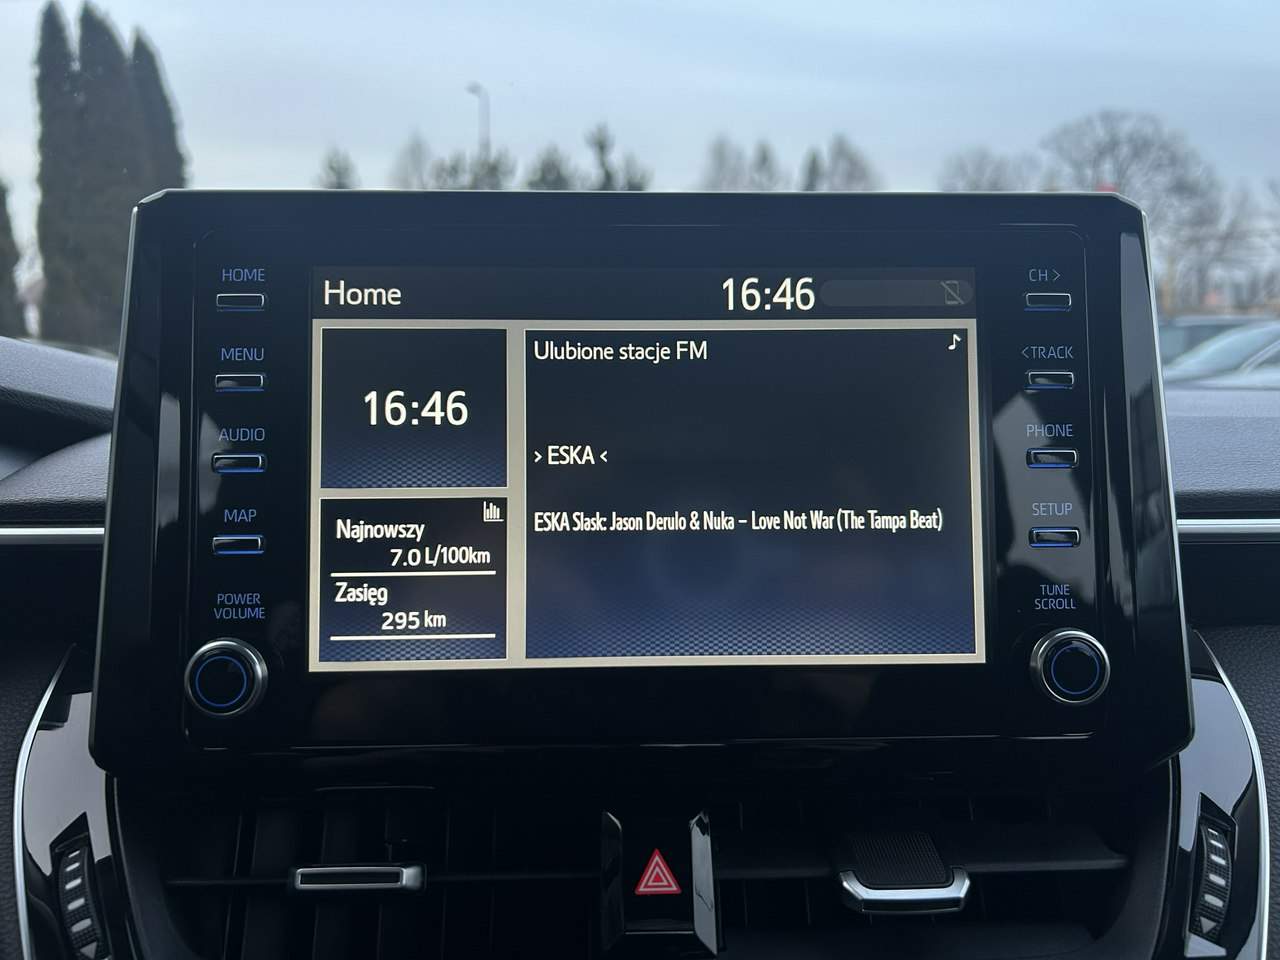 HOME
MENU
AUDIO
MAP
POWER
VOLUME
Home
16:46
16:46
Najnowszy
7.0 L/100km
Zasięg
295 km
Ulubione stacje FM
> ESKA <
ESKA Slask: Jason Derulo & Nuka – Love Not War (The Tampa Beat)
CH >
<TRACK
PHONE
SETUP
TUNE
SCROLL